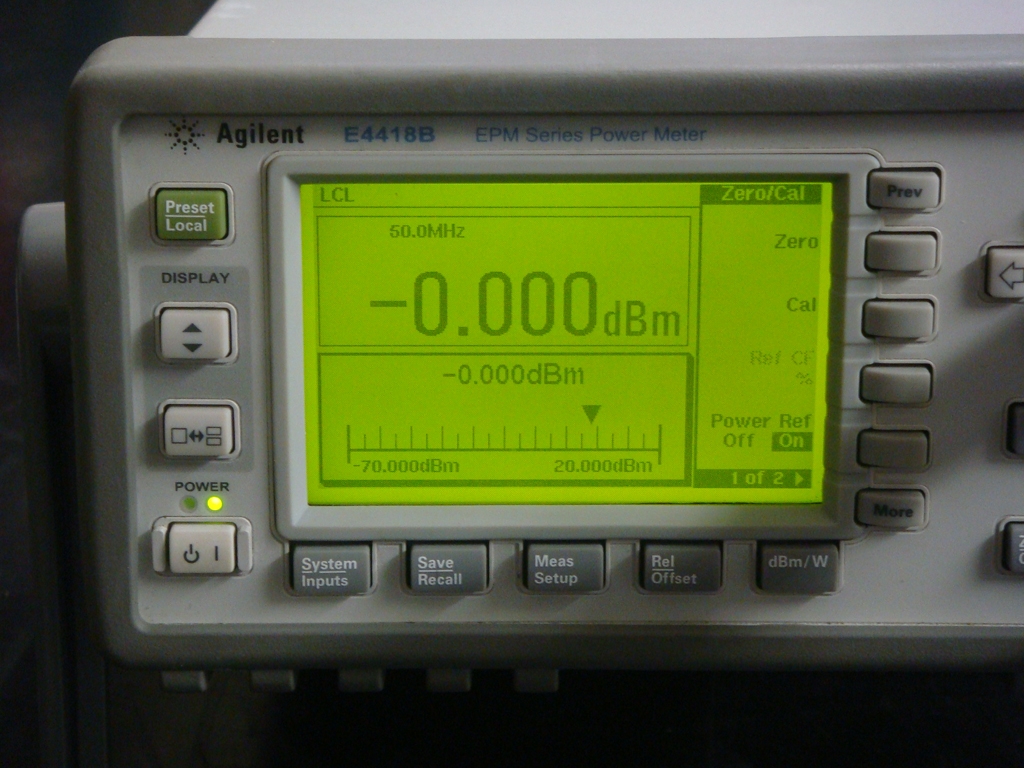 Agilent E4418B EPM Series Power Meter
Preset
Local
DISPLAY
POWER
LCL
50.0MHz
-0.000dBm
-0.000dBm
-70.000dBm 20.000dBm
Zero/Cal
Zero
Cal
Ref CF
%
Power Ref
Off On
1 of 2
Prev
More
System
Inputs
Save
Recall
Meas
Setup
Rel
Offset
dBm/W